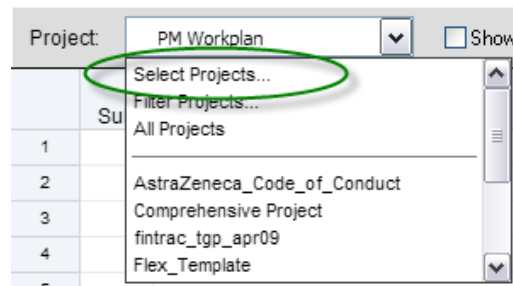 Project: PM Workplan Show
Select Projects...
Su Filter Projects...
All Projects
1
2 AstraZeneca_Code_of_Conduct
3 Comprehensive Project
fintrac_tgp_apr09
4 Flex_Template